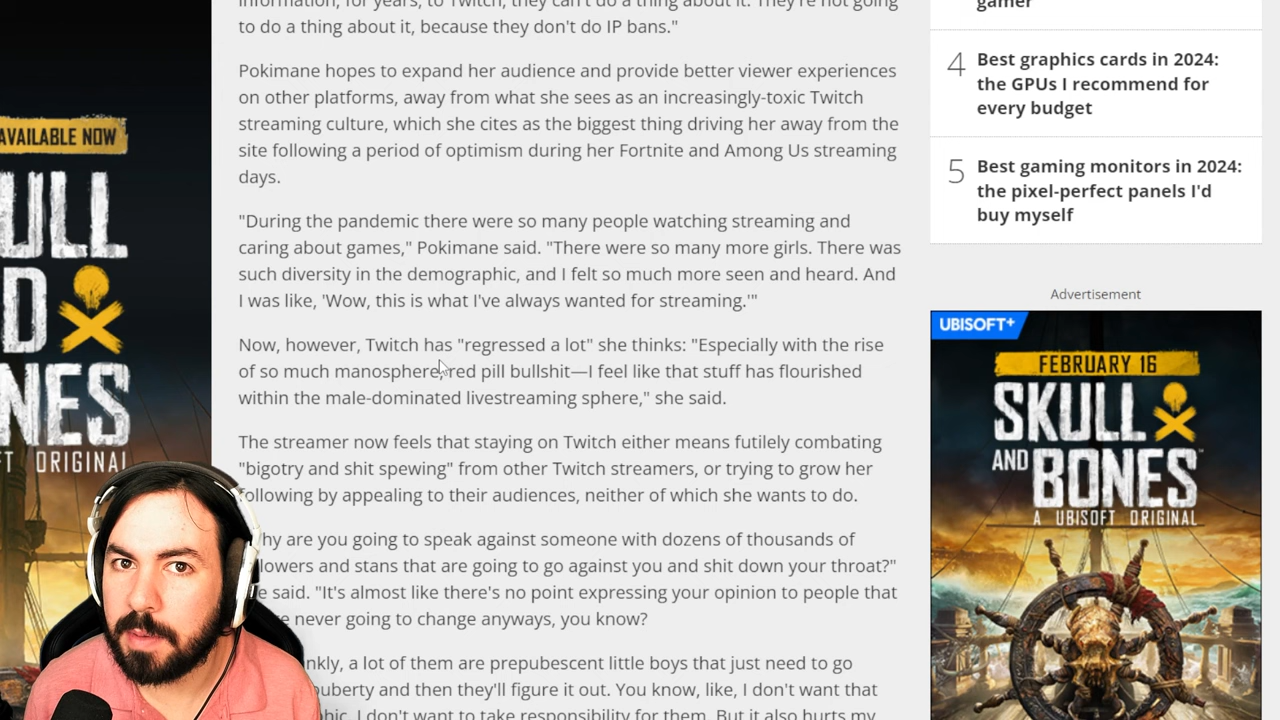 information, for years, to Twitch, they can't do a thing about it. They're not going
to do a thing about it, because they don't do IP bans."
Pokimane hopes to expand her audience and provide better viewer experiences
on other platforms, away from what she sees as an increasingly-toxic Twitch
streaming culture, which she cites as the biggest thing driving her away from the
site following a period of optimism during her Fortnite and Among Us streaming
days.
"During the pandemic there were so many people watching streaming and
caring about games," Pokimane said. "There were so many more girls. There was
such diversity in the demographic, and I felt so much more seen and heard. And
I was like, 'Wow, this is what I've always wanted for streaming.'"
Now, however, Twitch has "regressed a lot" she thinks: "Especially with the rise
of so much manosphere, red pill bullshit—I feel like that stuff has flourished
within the male-dominated livestreaming sphere," she said.
The streamer now feels that staying on Twitch either means futilely combating
"bigotry and shit spewing" from other Twitch streamers, or trying to grow her
following by appealing to their audiences, neither of which she wants to do.
hy are you going to speak against someone with dozens of thousands of
llowers and stans that are going to go against you and shit down your throat?"
e said. "It's almost like there's no point expressing your opinion to people that
e never going to change anyways, you know?
nkly, a lot of them are prepubescent little boys that just need to go
puberty and then they'll figure it out. You know, like, I don't want that
hic. I don't want to take responsibility for them. But it also hurts my
gamer
4 Best graphics cards in 2024:
the GPUs I recommend for
every budget
5 Best gaming monitors in 2024:
the pixel-perfect panels I'd
buy myself
Advertisement
UBISOFT+
FEBRUARY 16
SKULL
AND BONES
A UBISOFT ORIGINAL
AVAILABLE NOW
ULL
D
NES
FT ORIGINAL